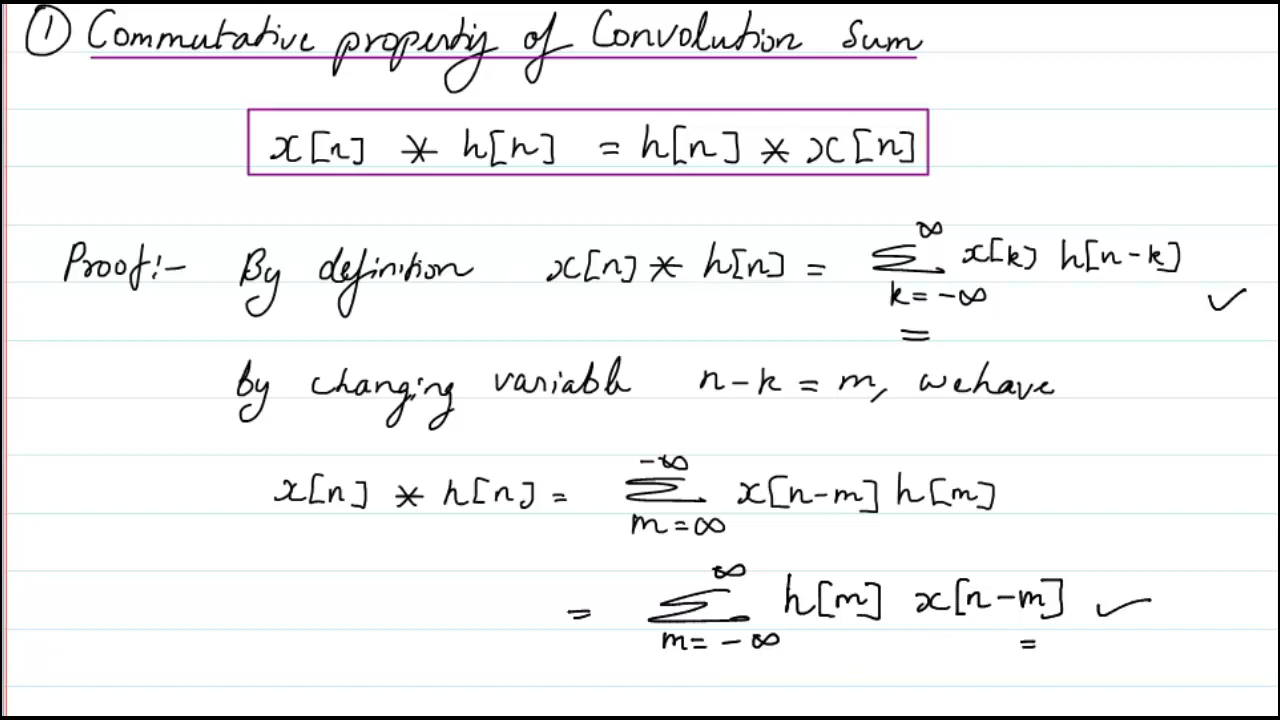 ① Commutative property of Convolution Sum
x[n] * h[n] = h[n] * x[n]
Proof:- By definition x[n] * h[n] = ∞ Σ k = -∞ x[k] h[n-k] ✓
=
by changing variable n-k = m, we have
x[n] * h[n] = -∞ Σ m = ∞ x[n-m] h[m]
= ∞ Σ m = -∞ h[m] x[n-m] ✓
=